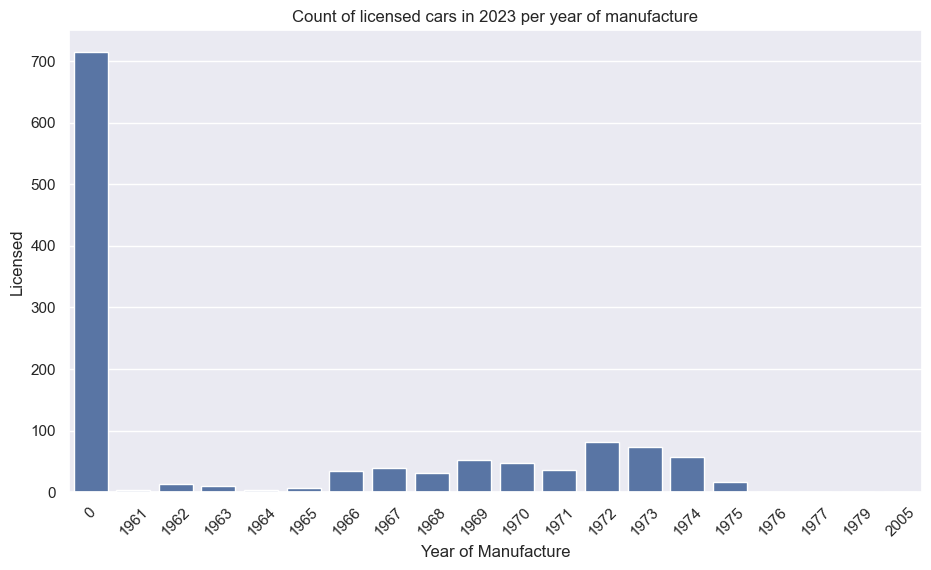 Count of licensed cars in 2023 per year of manufacture
Licensed
700
600
500
400
300
200
100
0
0 1961 1962 1963 1964 1965 1966 1967 1968 1969 1970 1971 1972 1973 1974 1975 1976 1977 1979 2005
Year of Manufacture